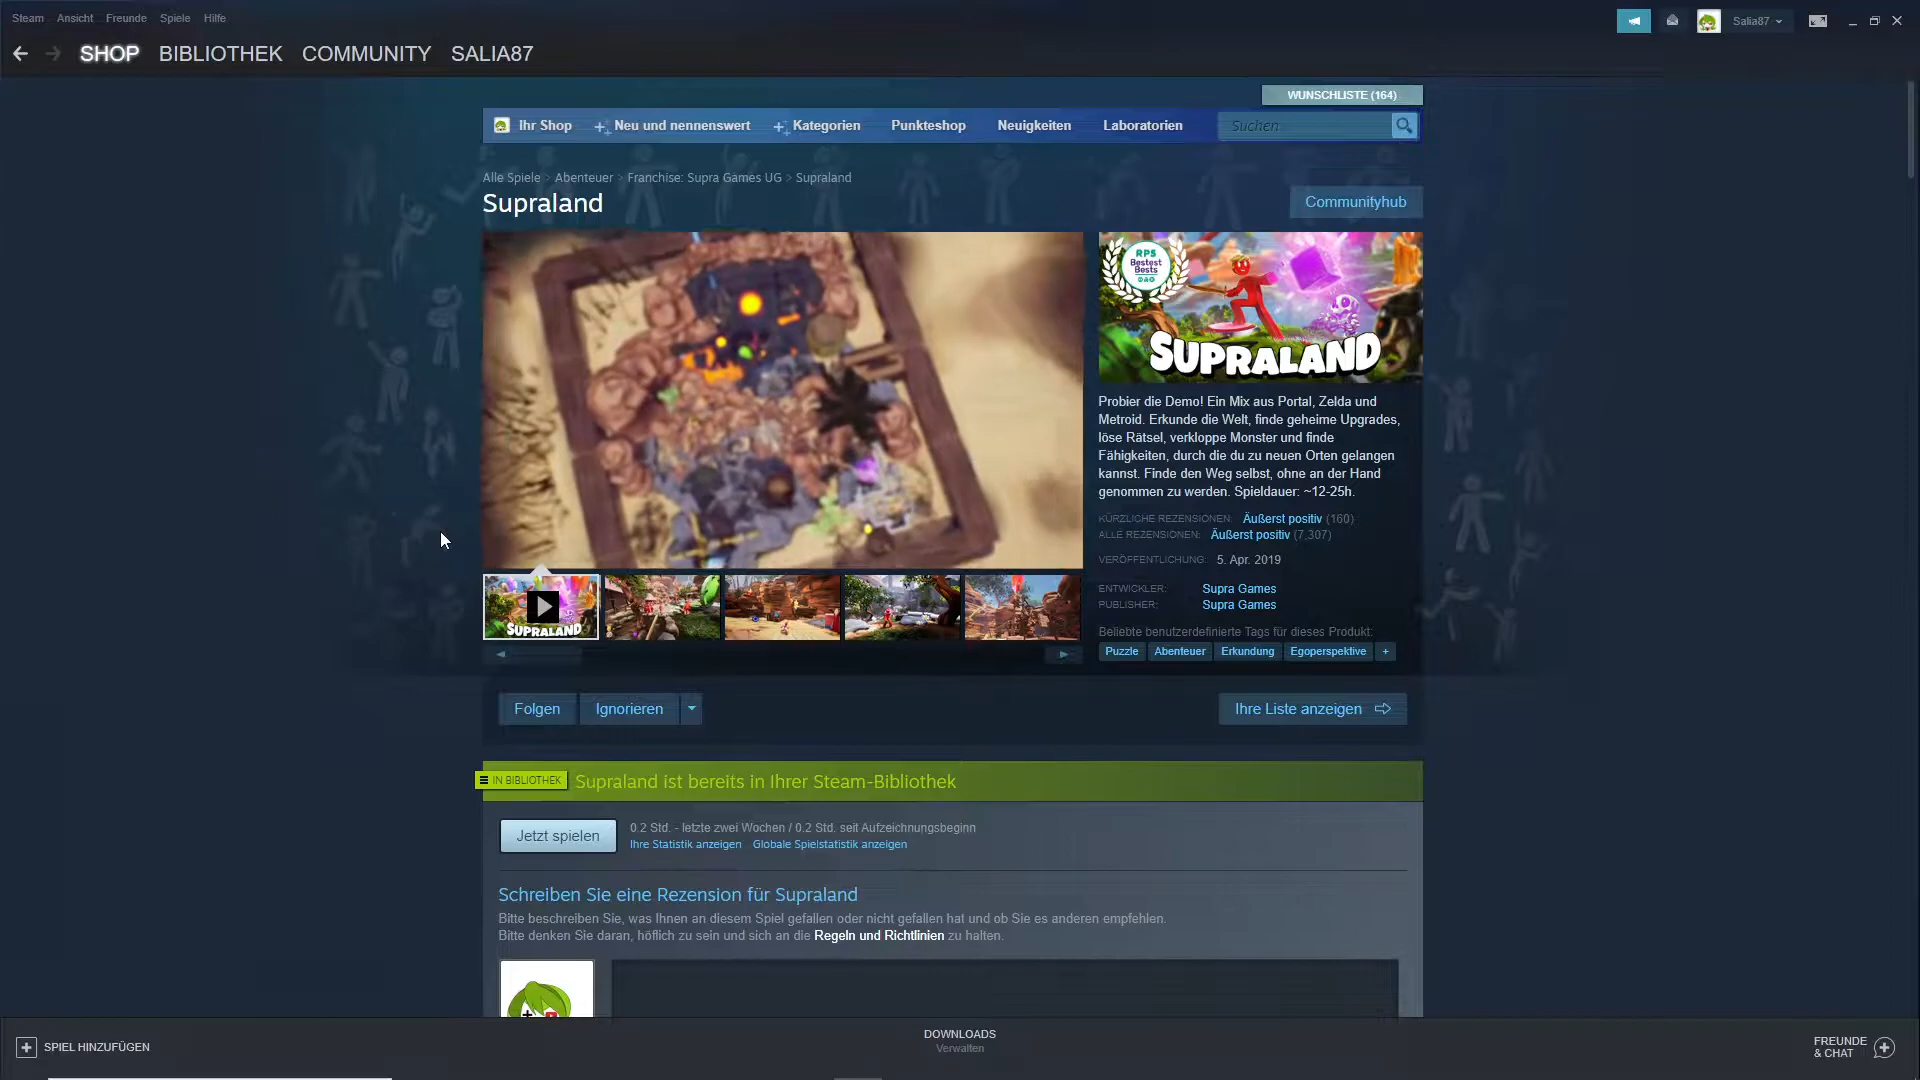 Steam Ansicht Freunde Spiele Hilfe
Salia87
SHOP BIBLIOTHEK COMMUNITY SALIA87
WUNSCHLISTE (164)
Ihr Shop Neu und nennenswert Kategorien Punkteshop Neuigkeiten Laboratorien Suchen
Alle Spiele > Abenteuer > Franchise: Supra Games UG > Supraland
Supraland
Communityhub
RPS
Bestest
Bests
SUPRALAND
Probier die Demo! Ein Mix aus Portal, Zelda und
Metroid. Erkunde die Welt, finde geheime Upgrades,
löse Rätsel, verkloppe Monster und finde
Fähigkeiten, durch die du zu neuen Orten gelangen
kannst. Finde den Weg selbst, ohne an der Hand
genommen zu werden. Spieldauer: ~12-25h.
KÜRZLICHE REZENSIONEN: Äußerst positiv (160)
ALLE REZENSIONEN: Äußerst positiv (7,307)
VERÖFFENTLICHUNG: 5. Apr. 2019
ENTWICKLER: Supra Games
PUBLISHER: Supra Games
Beliebte benutzerdefinierte Tags für dieses Produkt:
Puzzle Abenteuer Erkundung Egoperspektive +
SUPRALAND
Folgen Ignorieren
Ihre Liste anzeigen
IN BIBLIOTHEK Supraland ist bereits in Ihrer Steam-Bibliothek
Jetzt spielen
0.2 Std. - letzte zwei Wochen / 0.2 Std. seit Aufzeichnungsbeginn
Ihre Statistik anzeigen Globale Spielstatistik anzeigen
Schreiben Sie eine Rezension für Supraland
Bitte beschreiben Sie, was Ihnen an diesem Spiel gefallen oder nicht gefallen hat und ob Sie es anderen empfehlen.
Bitte denken Sie daran, höflich zu sein und sich an die Regeln und Richtlinien zu halten.
SPIEL HINZUFÜGEN
DOWNLOADS
Verwalten
FREUNDE
& CHAT